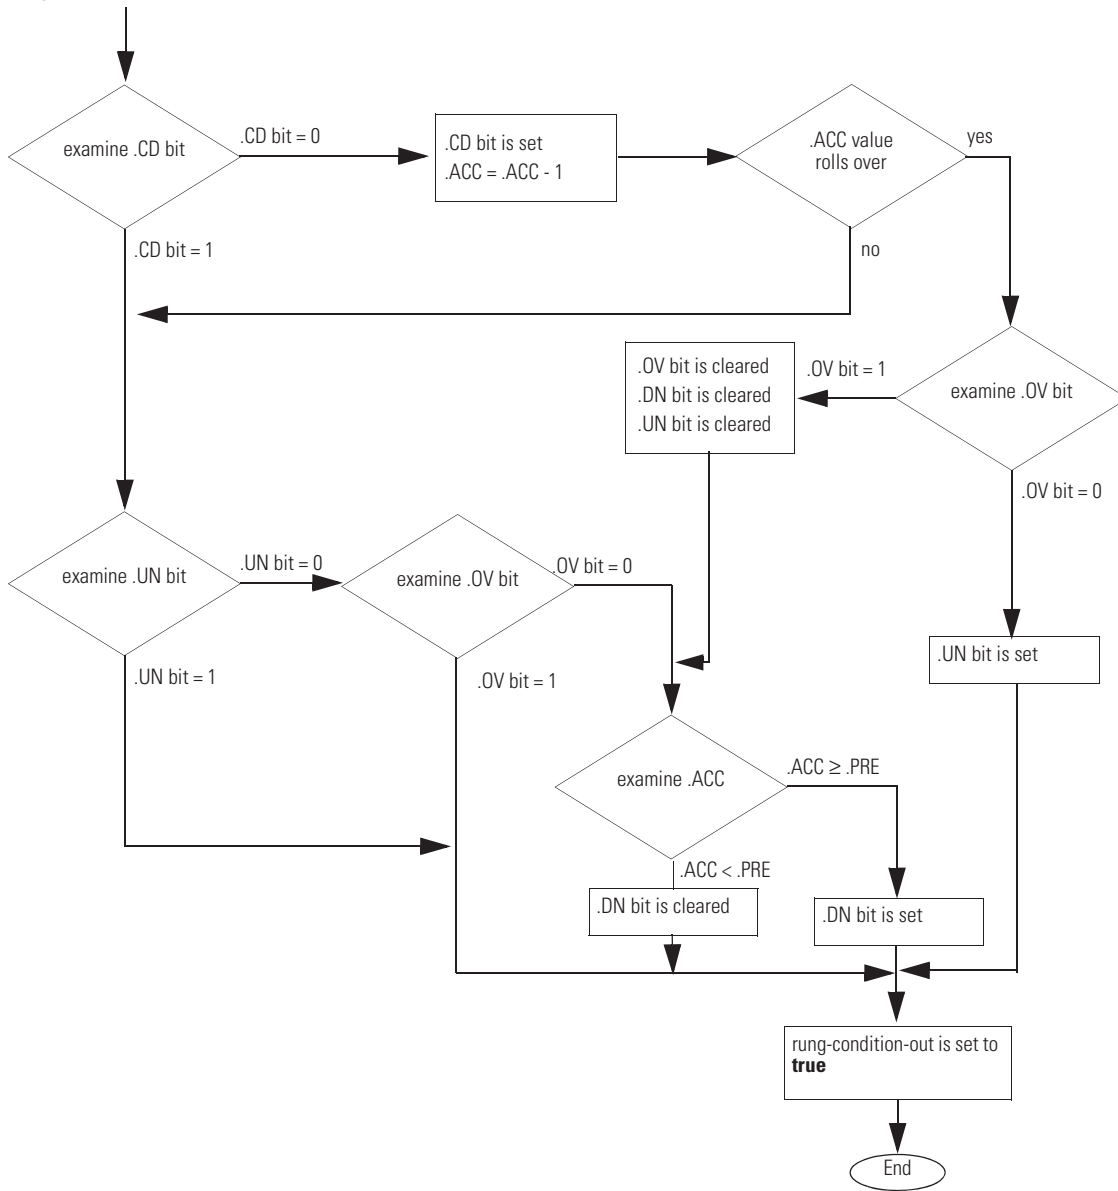 examine .CD bit
.CD bit = 0
.CD bit is set
.ACC = .ACC - 1
.ACC value
rolls over
yes
.CD bit = 1
no
.OV bit is cleared
.DN bit is cleared
.UN bit is cleared
.OV bit = 1
examine .OV bit
.OV bit = 0
examine .UN bit
.UN bit = 0
examine .OV bit
.OV bit = 0
.UN bit is set
.UN bit = 1
.OV bit = 1
examine .ACC
.ACC ≥ .PRE
.ACC < .PRE
.DN bit is cleared
.DN bit is set
rung-condition-out is set to
true
End